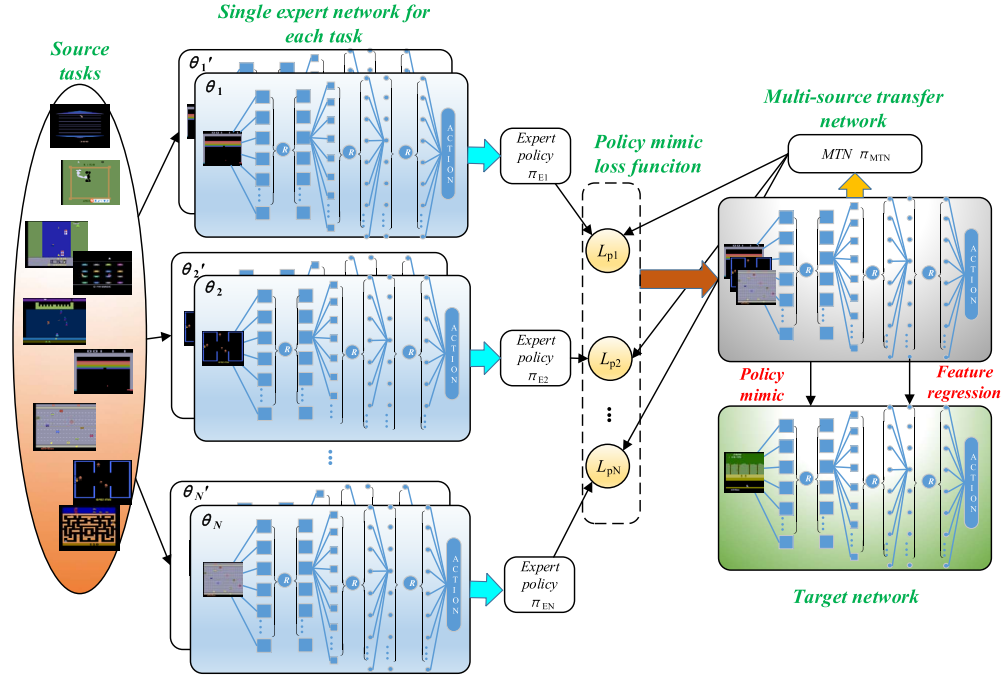 Single expert network for
each task
Source
tasks
θ1′
θ1
R
R
R
ACTION
Expert
policy
πE1
Policy mimic
loss funciton
Multi-source transfer
network
MTN πMTN
Lp1
R
R
R
ACTION
θ2′
θ2
R
R
R
ACTION
Expert
policy
πE2
Lp2
Policy
mimic
Feature
regression
LpN
R
R
R
ACTION
θN′
θN
R
R
R
ACTION
Expert
policy
πEN
Target network